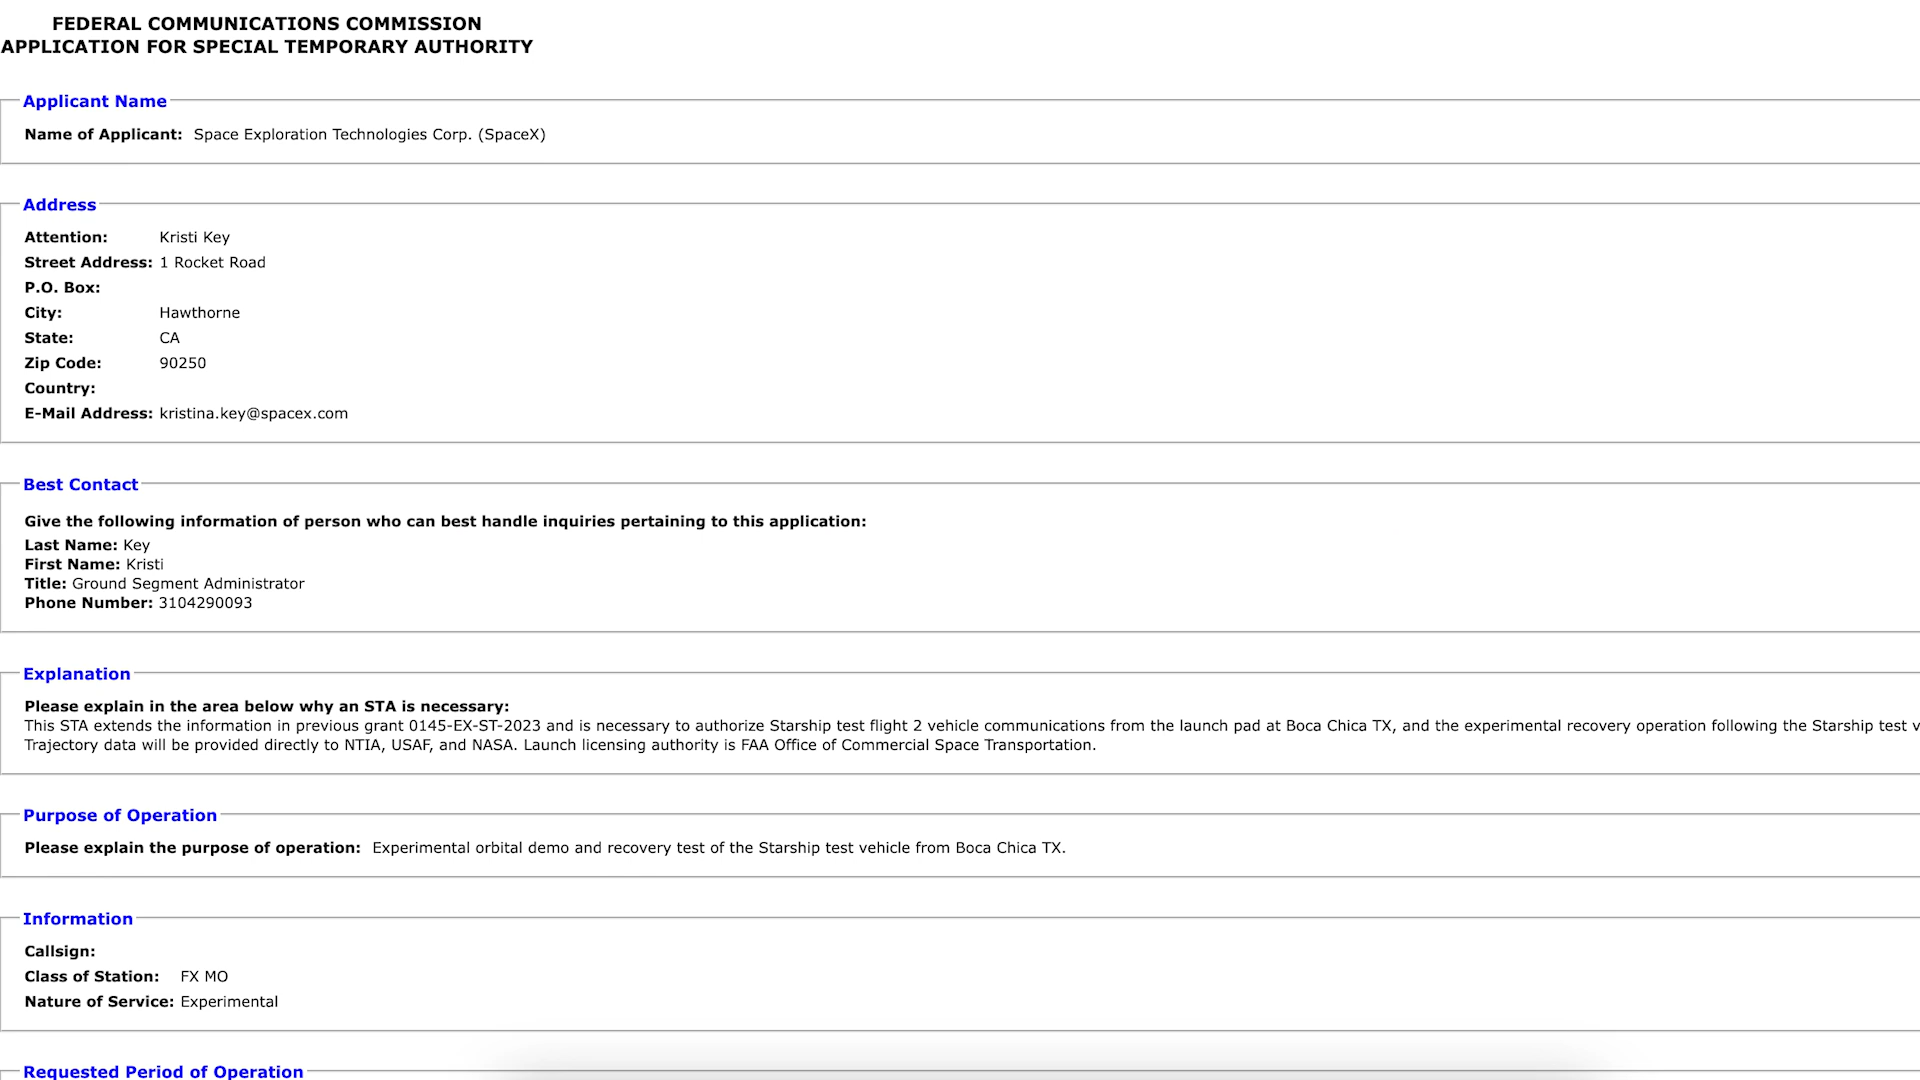 FEDERAL COMMUNICATIONS COMMISSION
APPLICATION FOR SPECIAL TEMPORARY AUTHORITY
Applicant Name
Name of Applicant: Space Exploration Technologies Corp. (SpaceX)
Address
Attention: Kristi Key
Street Address: 1 Rocket Road
P.O. Box:
City: Hawthorne
State: CA
Zip Code: 90250
Country:
E-Mail Address: kristina.key@spacex.com
Best Contact
Give the following information of person who can best handle inquiries pertaining to this application:
Last Name: Key
First Name: Kristi
Title: Ground Segment Administrator
Phone Number: 3104290093
Explanation
Please explain in the area below why an STA is necessary:
This STA extends the information in previous grant 0145-EX-ST-2023 and is necessary to authorize Starship test flight 2 vehicle communications from the launch pad at Boca Chica TX, and the experimental recovery operation following the Starship test v
Trajectory data will be provided directly to NTIA, USAF, and NASA. Launch licensing authority is FAA Office of Commercial Space Transportation.
Purpose of Operation
Please explain the purpose of operation: Experimental orbital demo and recovery test of the Starship test vehicle from Boca Chica TX.
Information
Callsign:
Class of Station: FX MO
Nature of Service: Experimental
Requested Period of Operation